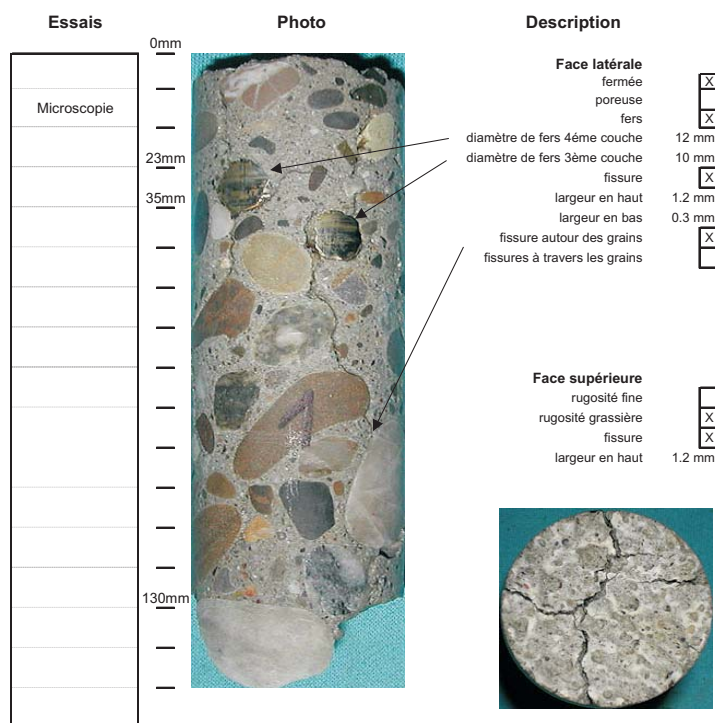 Essais
Photo
Description
0mm
Microscopie
23mm
35mm
130mm
1
Face latérale
fermée X
poreuse
fers X
diamètre de fers 4éme couche 12 mm
diamètre de fers 3ème couche 10 mm
fissure X
largeur en haut 1.2 mm
largeur en bas 0.3 mm
fissure autour des grains X
fissures à travers les grains
Face supérieure
rugosité fine
rugosité grassière X
fissure X
largeur en haut 1.2 mm